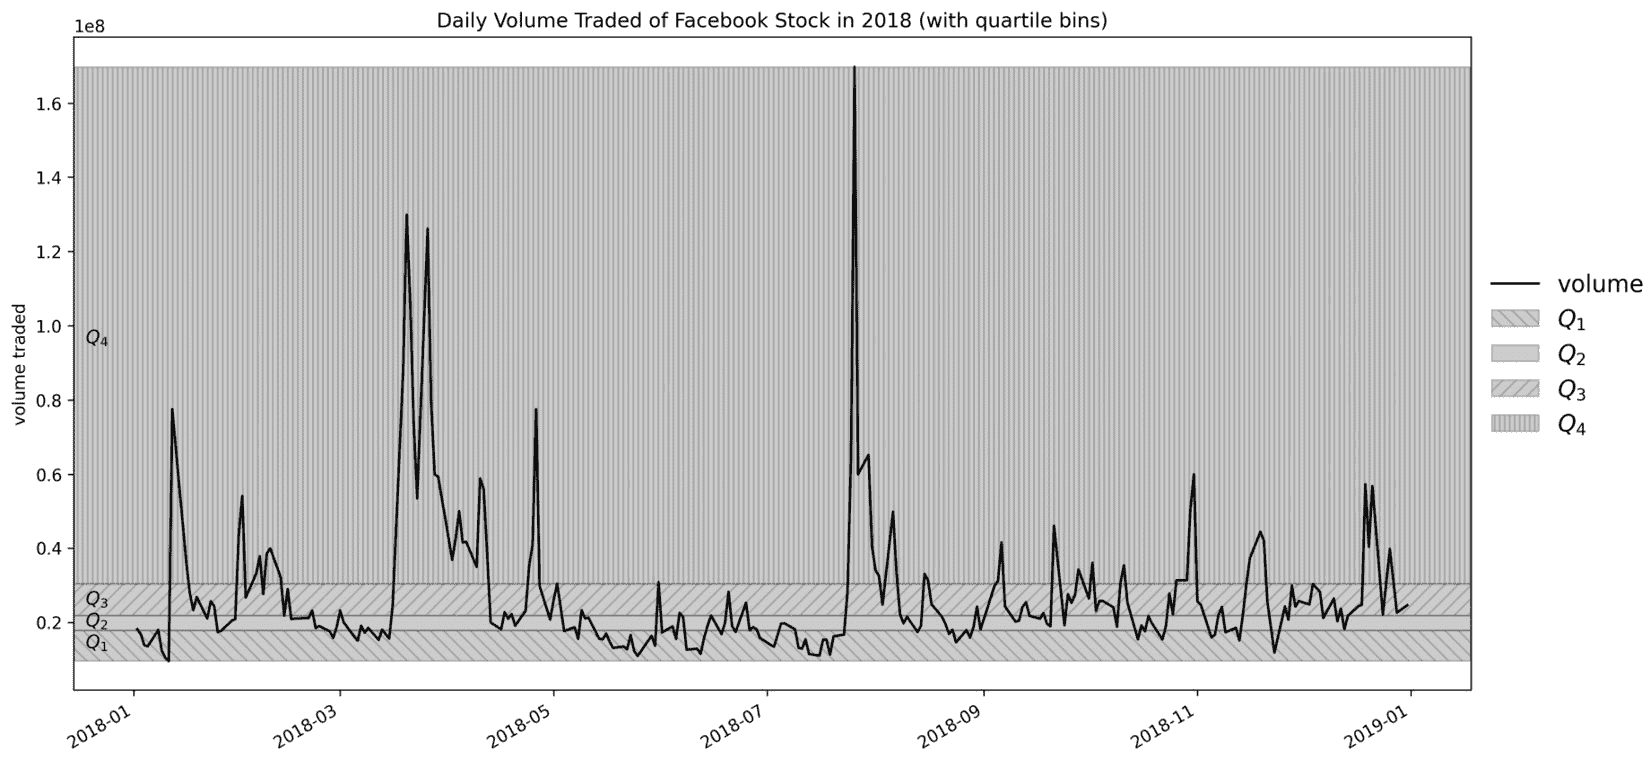 Daily Volume Traded of Facebook Stock in 2018 (with quartile bins)
1e8
1.6
1.4
1.2
1.0
0.8
0.6
0.4
0.2
volume traded
Q4
Q3
Q2
Q1
2018-01
2018-03
2018-05
2018-07
2018-09
2018-11
2019-01
volume
Q1
Q2
Q3
Q4